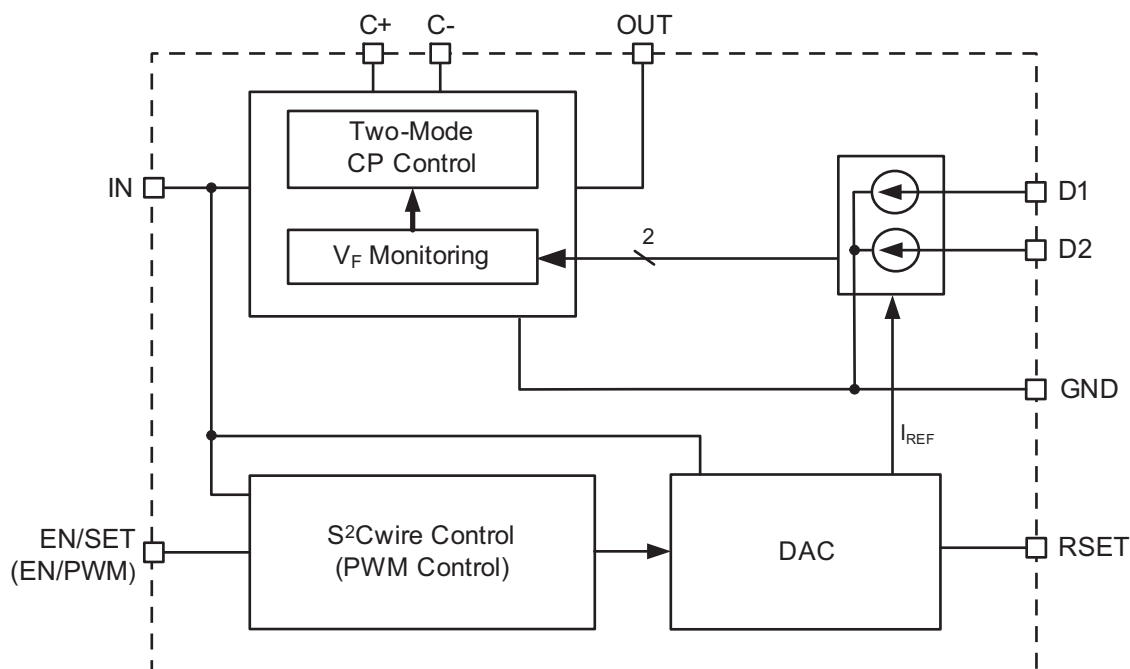 C+ C- OUT
Two-Mode
CP Control
IN
D1
2
V_F Monitoring
D2
GND
I_REF
EN/SET
(EN/PWM)
S²Cwire Control
(PWM Control)
DAC
RSET